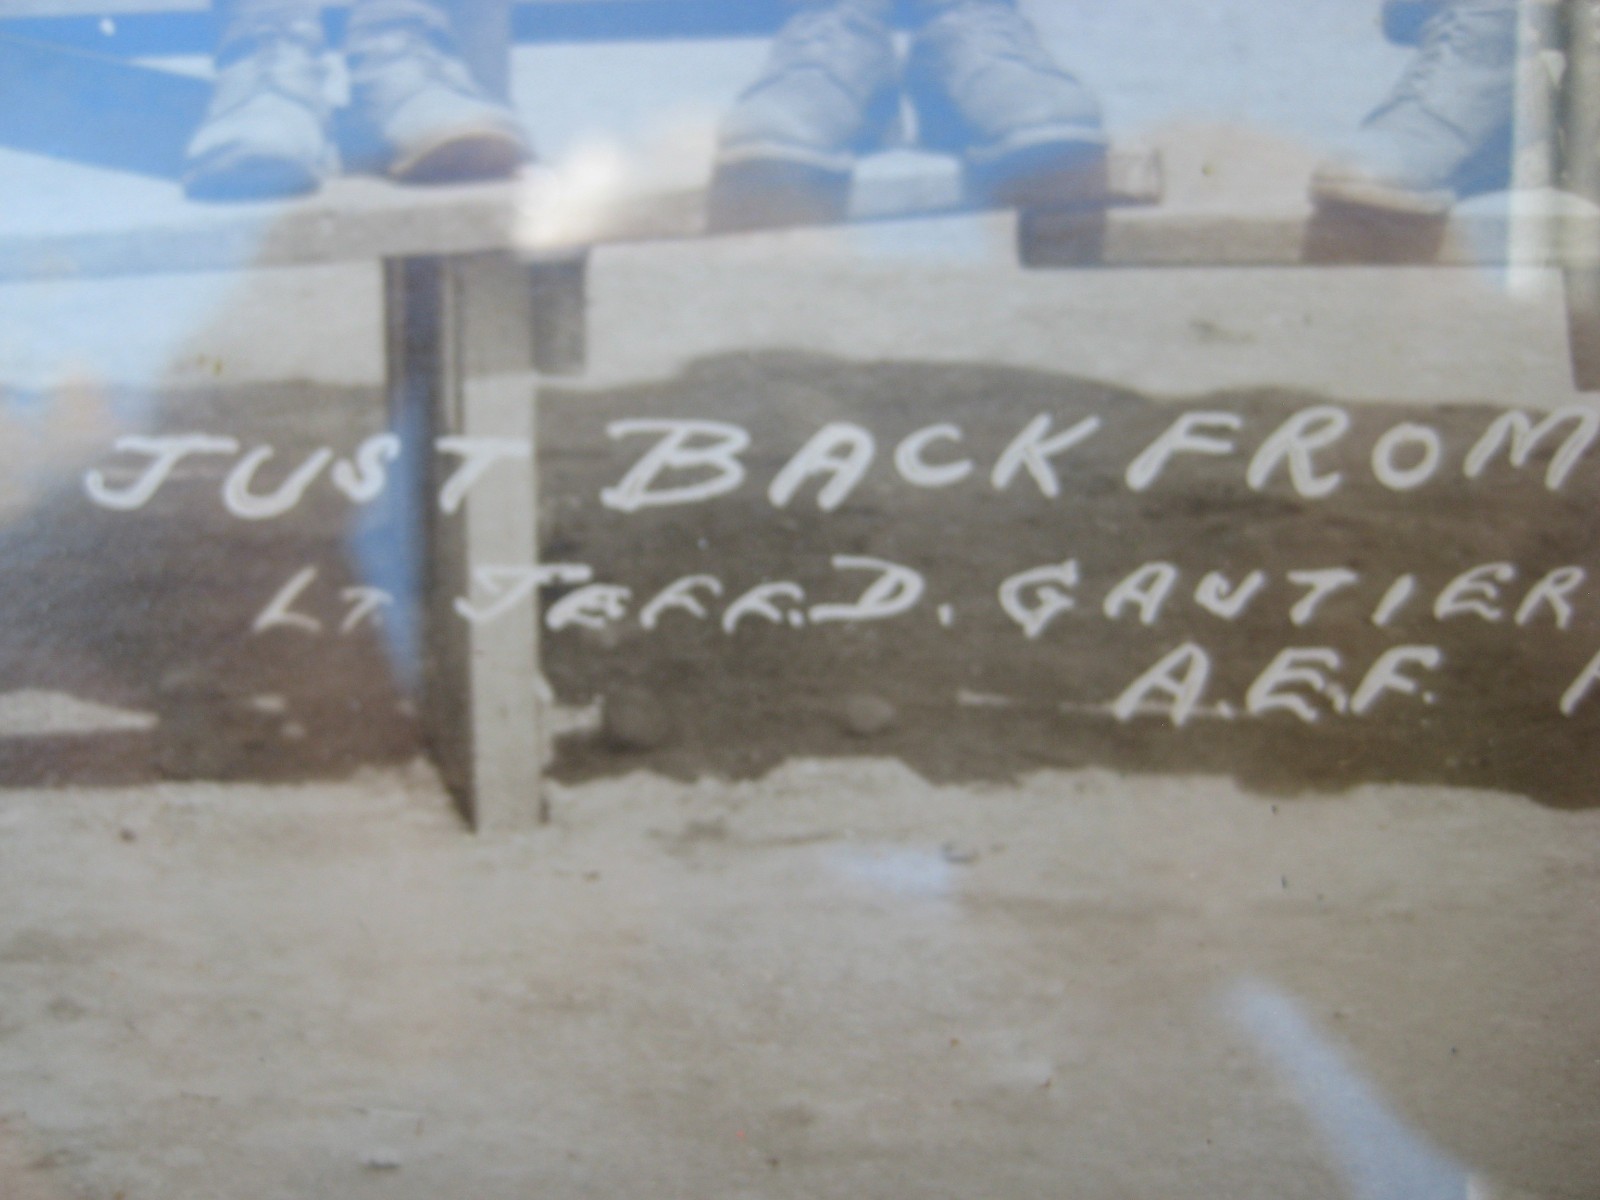 JUST BACK FROM
LT JEFF. D. GAUTIER
A.E.F.